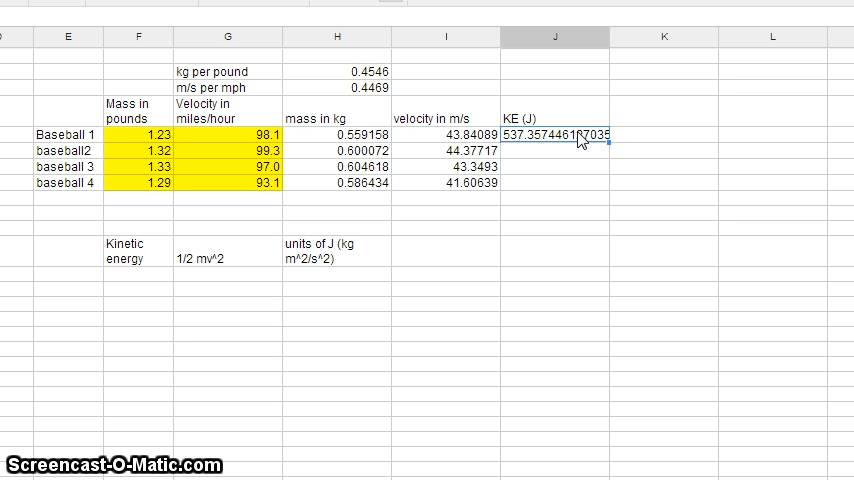 E F G H I J K L
kg per pound 0.4546
m/s per mph 0.4469
Mass in Velocity in
pounds miles/hour mass in kg velocity in m/s KE (J)
Baseball 1 1.23 98.1 0.559158 43.84089
baseball2 1.32 99.3 0.600072 44.37717
baseball 3 1.33 97.0 0.604618 43.3493
baseball 4 1.29 93.1 0.586434 41.60639
Kinetic units of J (kg
energy 1/2 mv^2 m^2/s^2)
Screencast-O-Matic.com